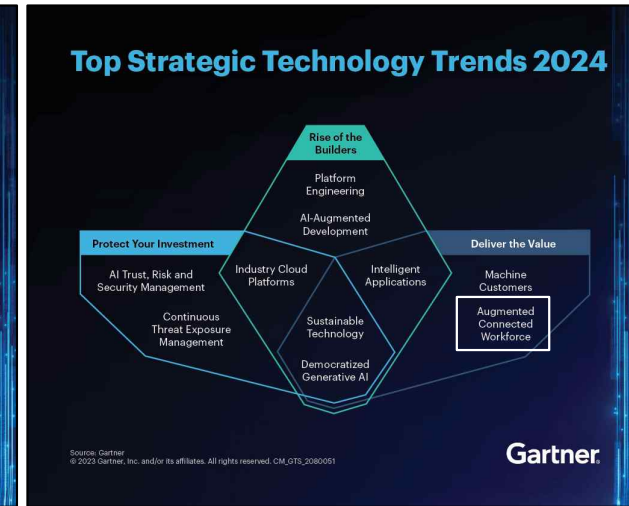 Top Strategic Technology Trends 2024
Rise of the
Builders
Platform
Engineering
AI-Augmented
Development
Protect Your Investment
Deliver the Value
AI Trust, Risk and
Security Management
Industry Cloud
Platforms
Intelligent
Applications
Machine
Customers
Continuous
Threat Exposure
Management
Sustainable
Technology
Augmented
Connected
Workforce
Democratized
Generative AI
Source: Gartner
© 2023 Gartner, Inc. and/or its affiliates. All rights reserved. CM_GTS_2080051
Gartner.